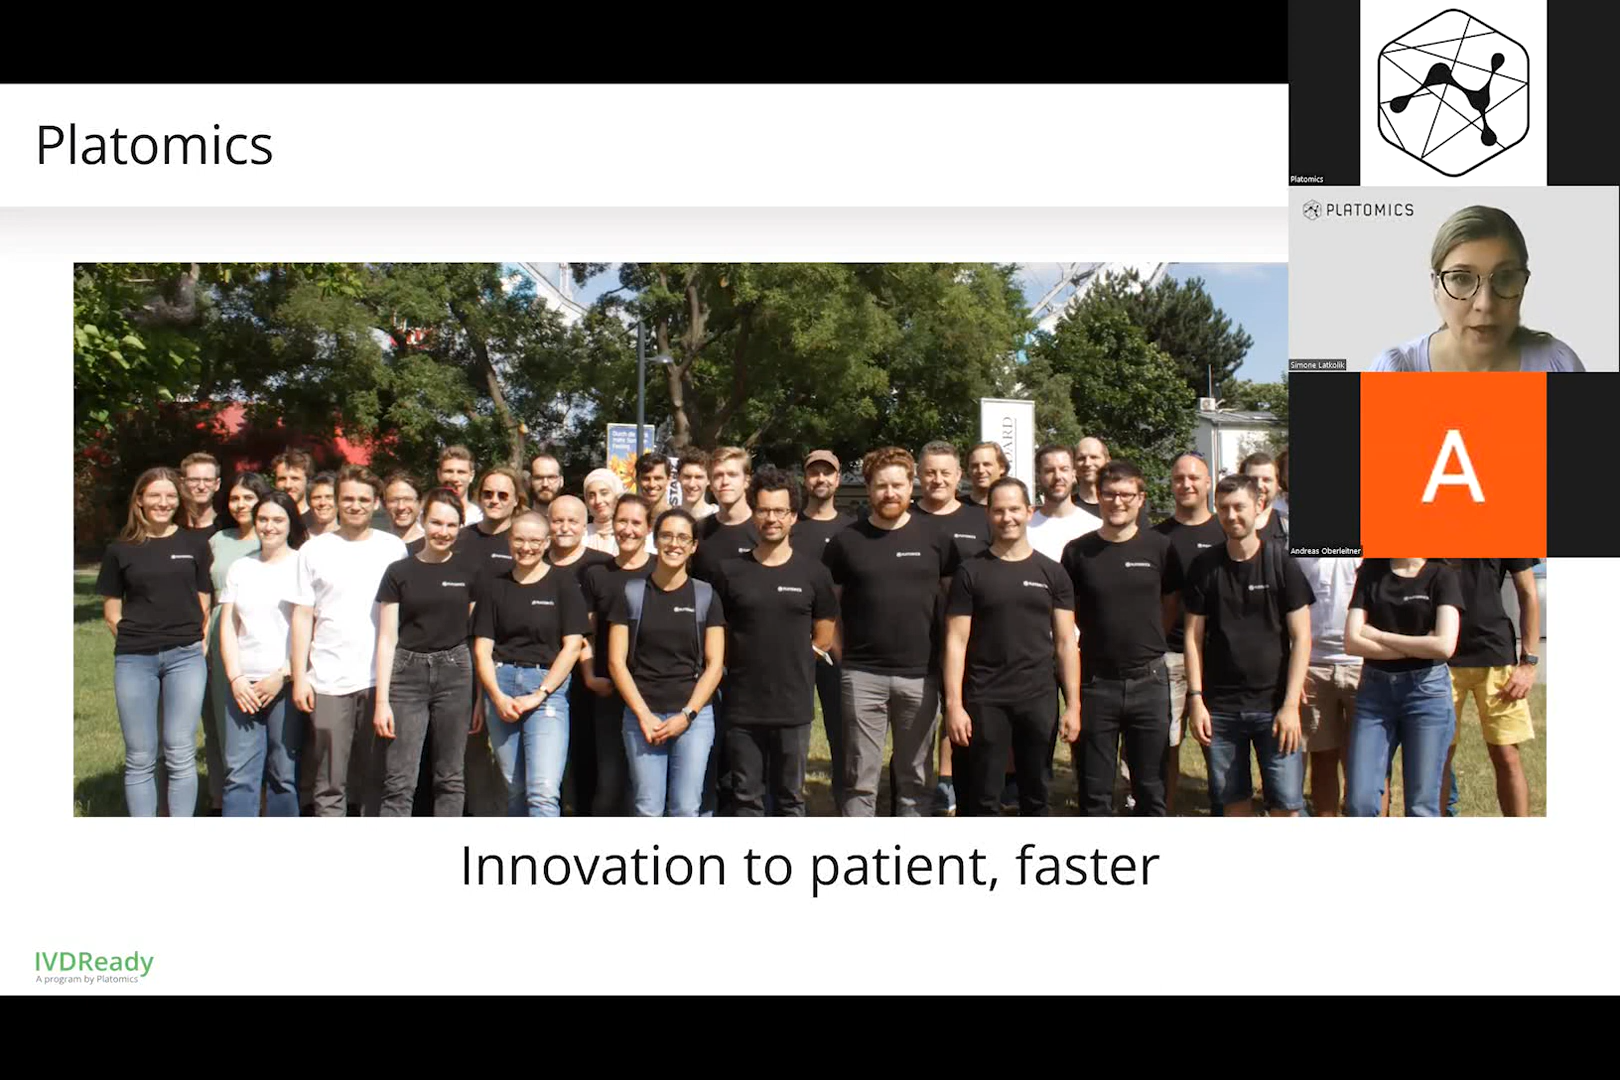 Platomics
Platomics
PLATOMICS
Simone Latkolik
A
Andreas Oberleitner
Innovation to patient, faster
IVDReady
A program by Platomics